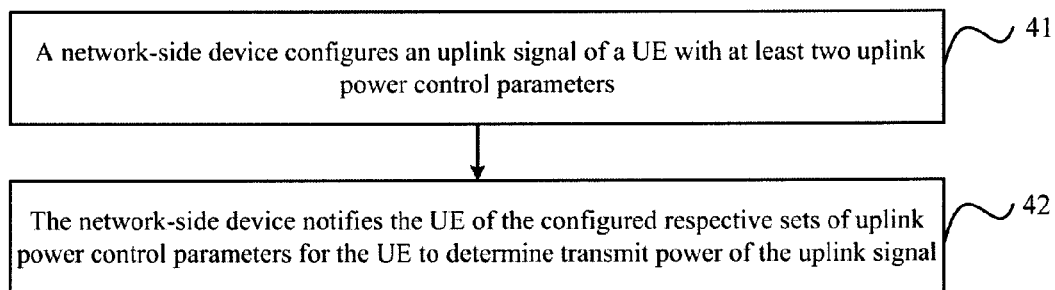 A network-side device configures an uplink signal of a UE with at least two uplink
power control parameters
41
The network-side device notifies the UE of the configured respective sets of uplink
power control parameters for the UE to determine transmit power of the uplink signal
42